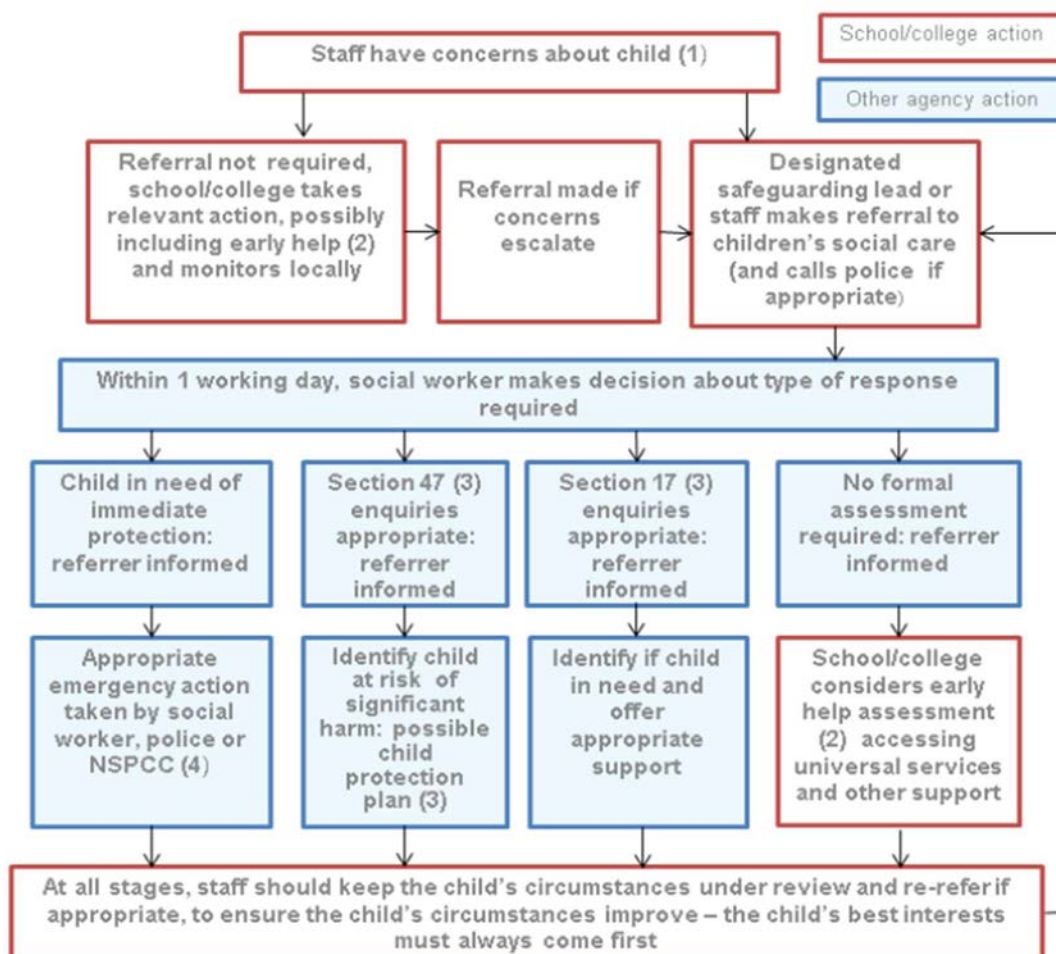 School/college action
Staff have concerns about child (1)
Other agency action
Referral not required,
school/college takes
relevant action, possibly
including early help (2)
and monitors locally
Referral made if
concerns
escalate
Designated
safeguarding lead or
staff makes referral to
children's social care
(and calls police if
appropriate)
Within 1 working day, social worker makes decision about type of response
required
Child in need of
immediate
protection:
referrer informed
Section 47 (3)
enquiries
appropriate:
referrer
informed
Section 17 (3)
enquiries
appropriate:
referrer
informed
No formal
assessment
required: referrer
informed
Appropriate
emergency action
taken by social
worker, police or
NSPCC (4)
Identify child
at risk of
significant
harm: possible
child
protection
plan (3)
Identify if child
in need and
offer
appropriate
support
School/college
considers early
help assessment
(2) accessing
universal services
and other support
At all stages, staff should keep the child's circumstances under review and re-refer if
appropriate, to ensure the child's circumstances improve – the child's best interests
must always come first